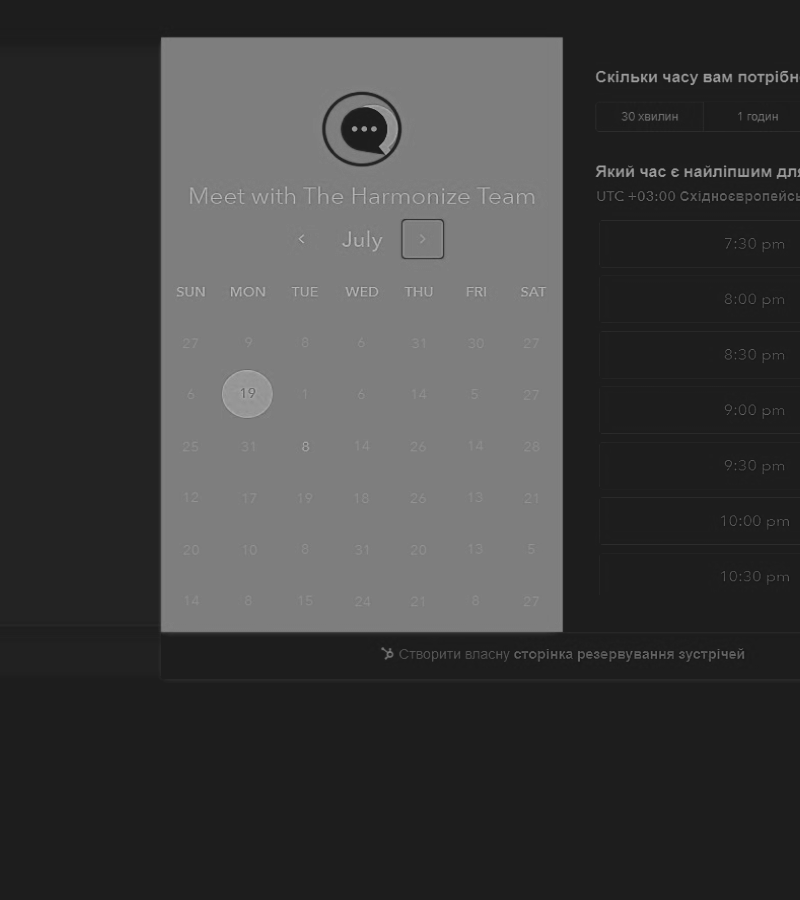 Meet with The Harmonize Team
July
SUN MON TUE WED THU FRI SAT
27 9 8 6 31 30 27
6 19 1 6 14 5 27
25 31 8 14 26 14 28
12 17 19 18 26 13 21
20 10 8 31 20 13 5
14 8 15 24 21 8 27
Скільки часу вам потрібн
30 хвилин 1 годин
Який час є найліпшим для
UTC +03:00 Східноєвропейсь
7:30 pm
8:00 pm
8:30 pm
9:00 pm
9:30 pm
10:00 pm
10:30 pm
Створити власну сторінка резервування зустрічей